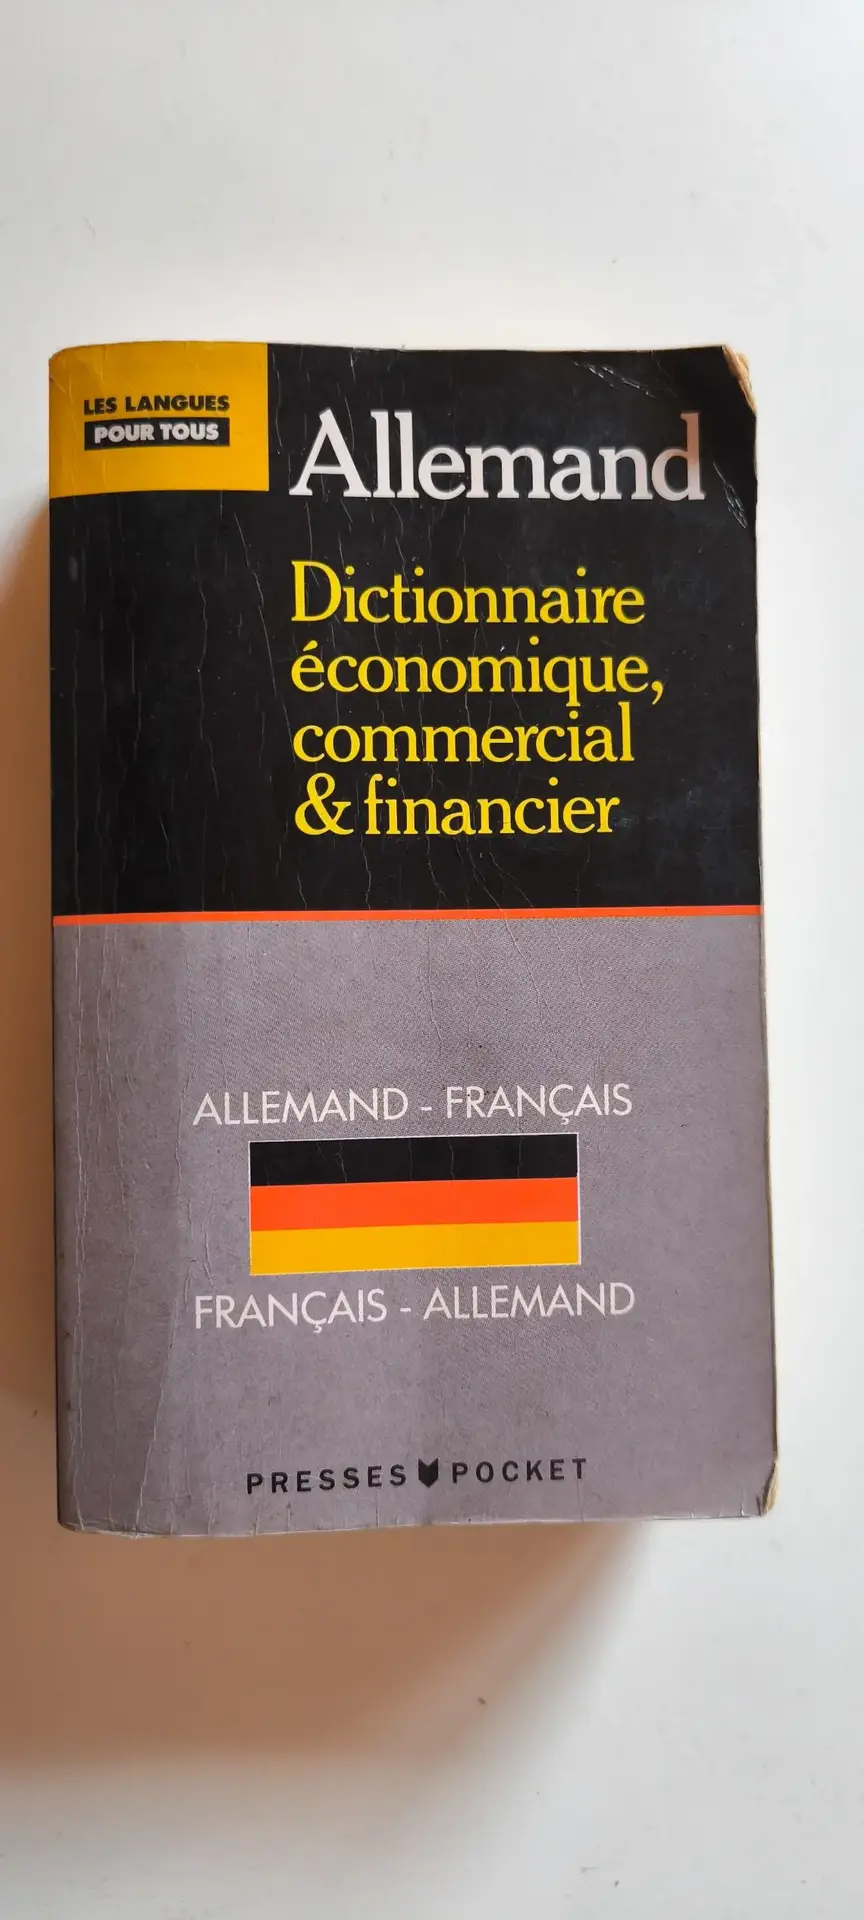 LES LANGUES
POUR TOUS
Allemand
Dictionnaire
économique,
commercial
& financier
ALLEMAND - FRANÇAIS
FRANÇAIS - ALLEMAND
PRESSES POCKET